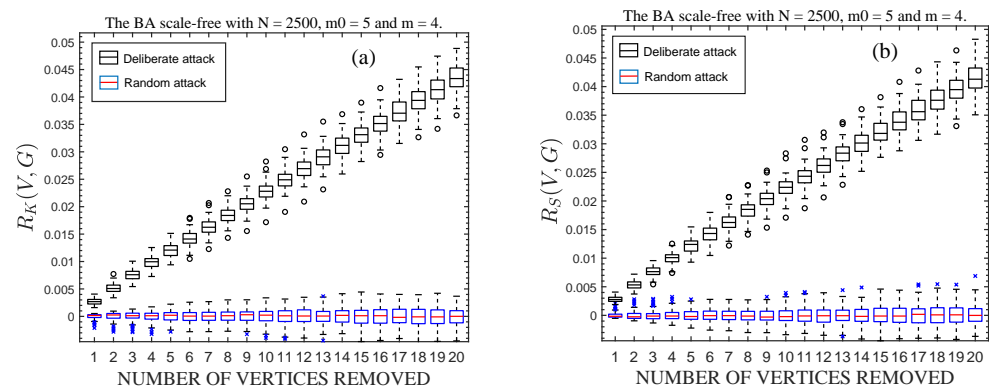 The BA scale-free with N = 2500, m0 = 5 and m = 4.
(a)
Deliberate attack
Random attack
R_K(V, G)
0.05
0.045
0.04
0.035
0.03
0.025
0.02
0.015
0.01
0.005
0
1 2 3 4 5 6 7 8 9 10 11 12 13 14 15 16 17 18 19 20
NUMBER OF VERTICES REMOVED
The BA scale-free with N = 2500, m0 = 5 and m = 4.
(b)
Deliberate attack
Random attack
R_S(V, G)
0.05
0.045
0.04
0.035
0.03
0.025
0.02
0.015
0.01
0.005
0
1 2 3 4 5 6 7 8 9 10 11 12 13 14 15 16 17 18 19 20
NUMBER OF VERTICES REMOVED